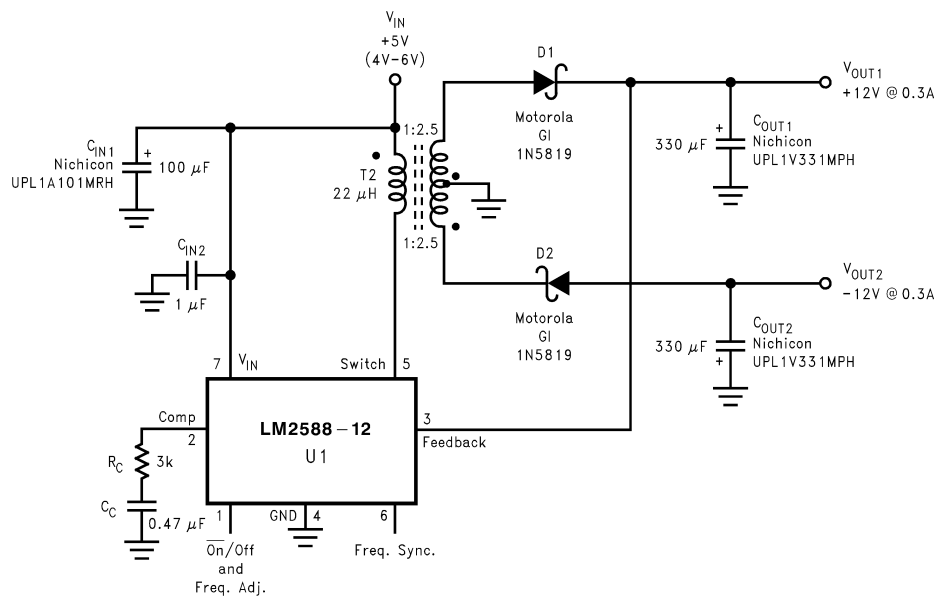 V_IN
+5V
(4V-6V)
C_IN1
Nichicon
UPL1A101MRH
+
100 μF
1:2.5
T2
22 μH
1:2.5
D1
Motorola
GI
1N5819
V_OUT1
+12V @ 0.3A
+
330 μF
C_OUT1
Nichicon
UPL1V331MPH
C_IN2
1 μF
D2
Motorola
GI
1N5819
V_OUT2
-12V @ 0.3A
330 μF
+
C_OUT2
Nichicon
UPL1V331MPH
7
V_IN
Switch
5
Comp
2
LM2588-12
U1
3
Feedback
R_C
3k
C_C
0.47 μF
1
GND
4
6
O̅n̅/Off
and
Freq. Adj.
Freq. Sync.